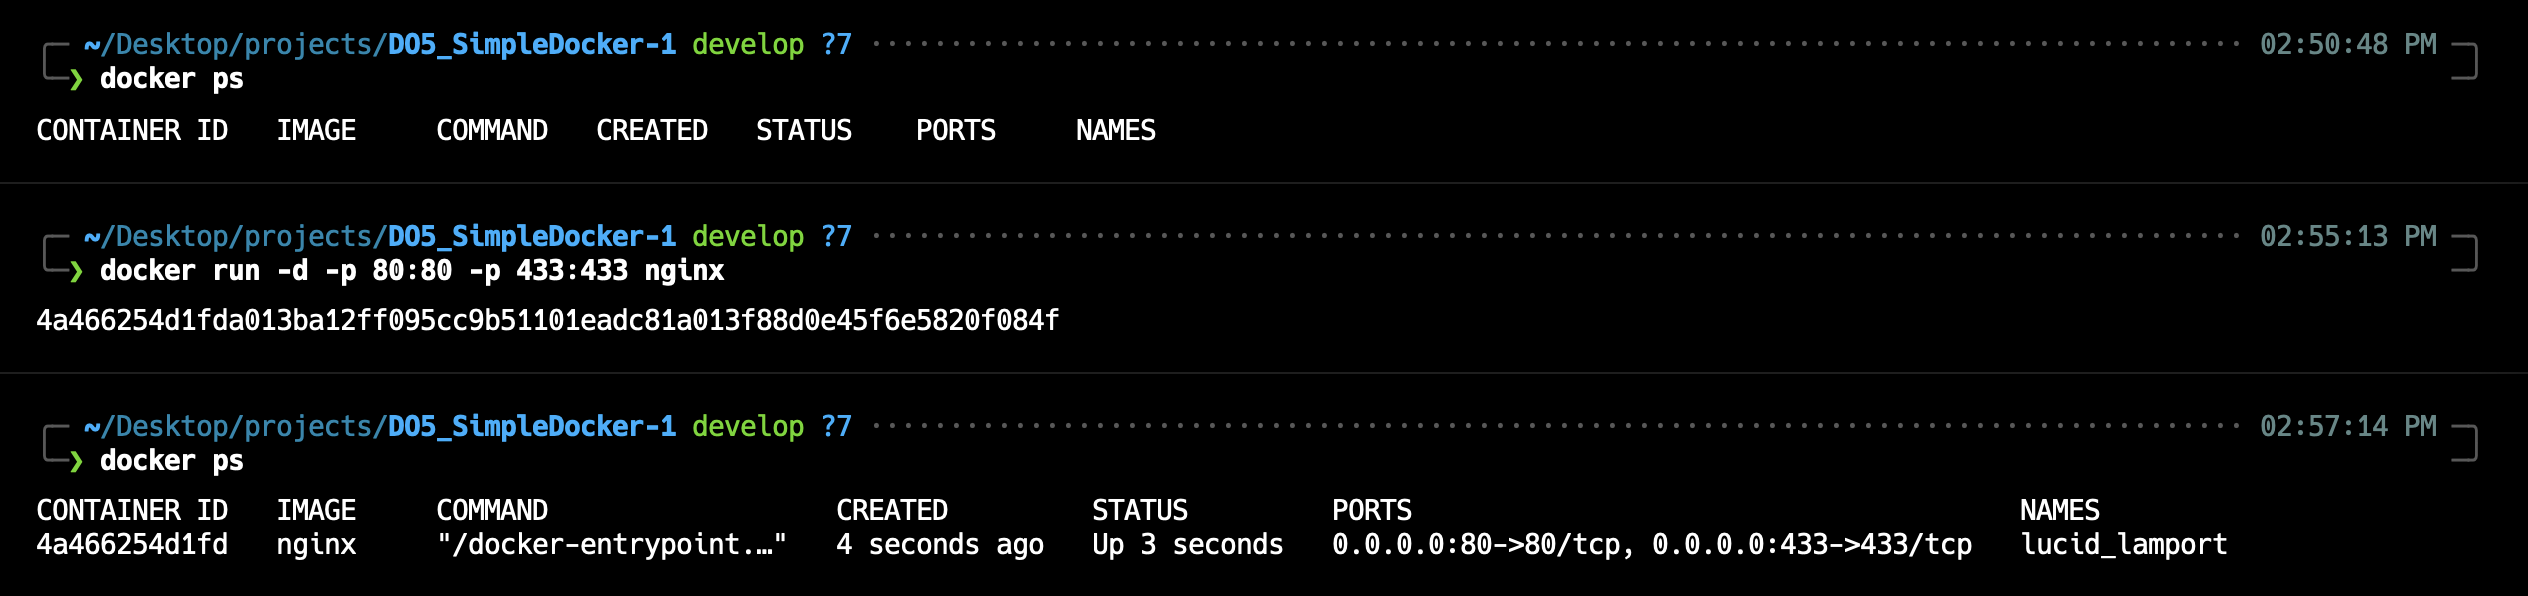 ~/Desktop/projects/DO5_SimpleDocker-1 develop ?7 02:50:48 PM
❯ docker ps
CONTAINER ID IMAGE COMMAND CREATED STATUS PORTS NAMES
~/Desktop/projects/DO5_SimpleDocker-1 develop ?7 02:55:13 PM
❯ docker run -d -p 80:80 -p 433:433 nginx
4a466254d1fda013ba12ff095cc9b51101eadc81a013f88d0e45f6e5820f084f
~/Desktop/projects/DO5_SimpleDocker-1 develop ?7 02:57:14 PM
❯ docker ps
CONTAINER ID IMAGE COMMAND CREATED STATUS PORTS NAMES
4a466254d1fd nginx "/docker-entrypoint.…" 4 seconds ago Up 3 seconds 0.0.0.0:80->80/tcp, 0.0.0.0:433->433/tcp lucid_lamport